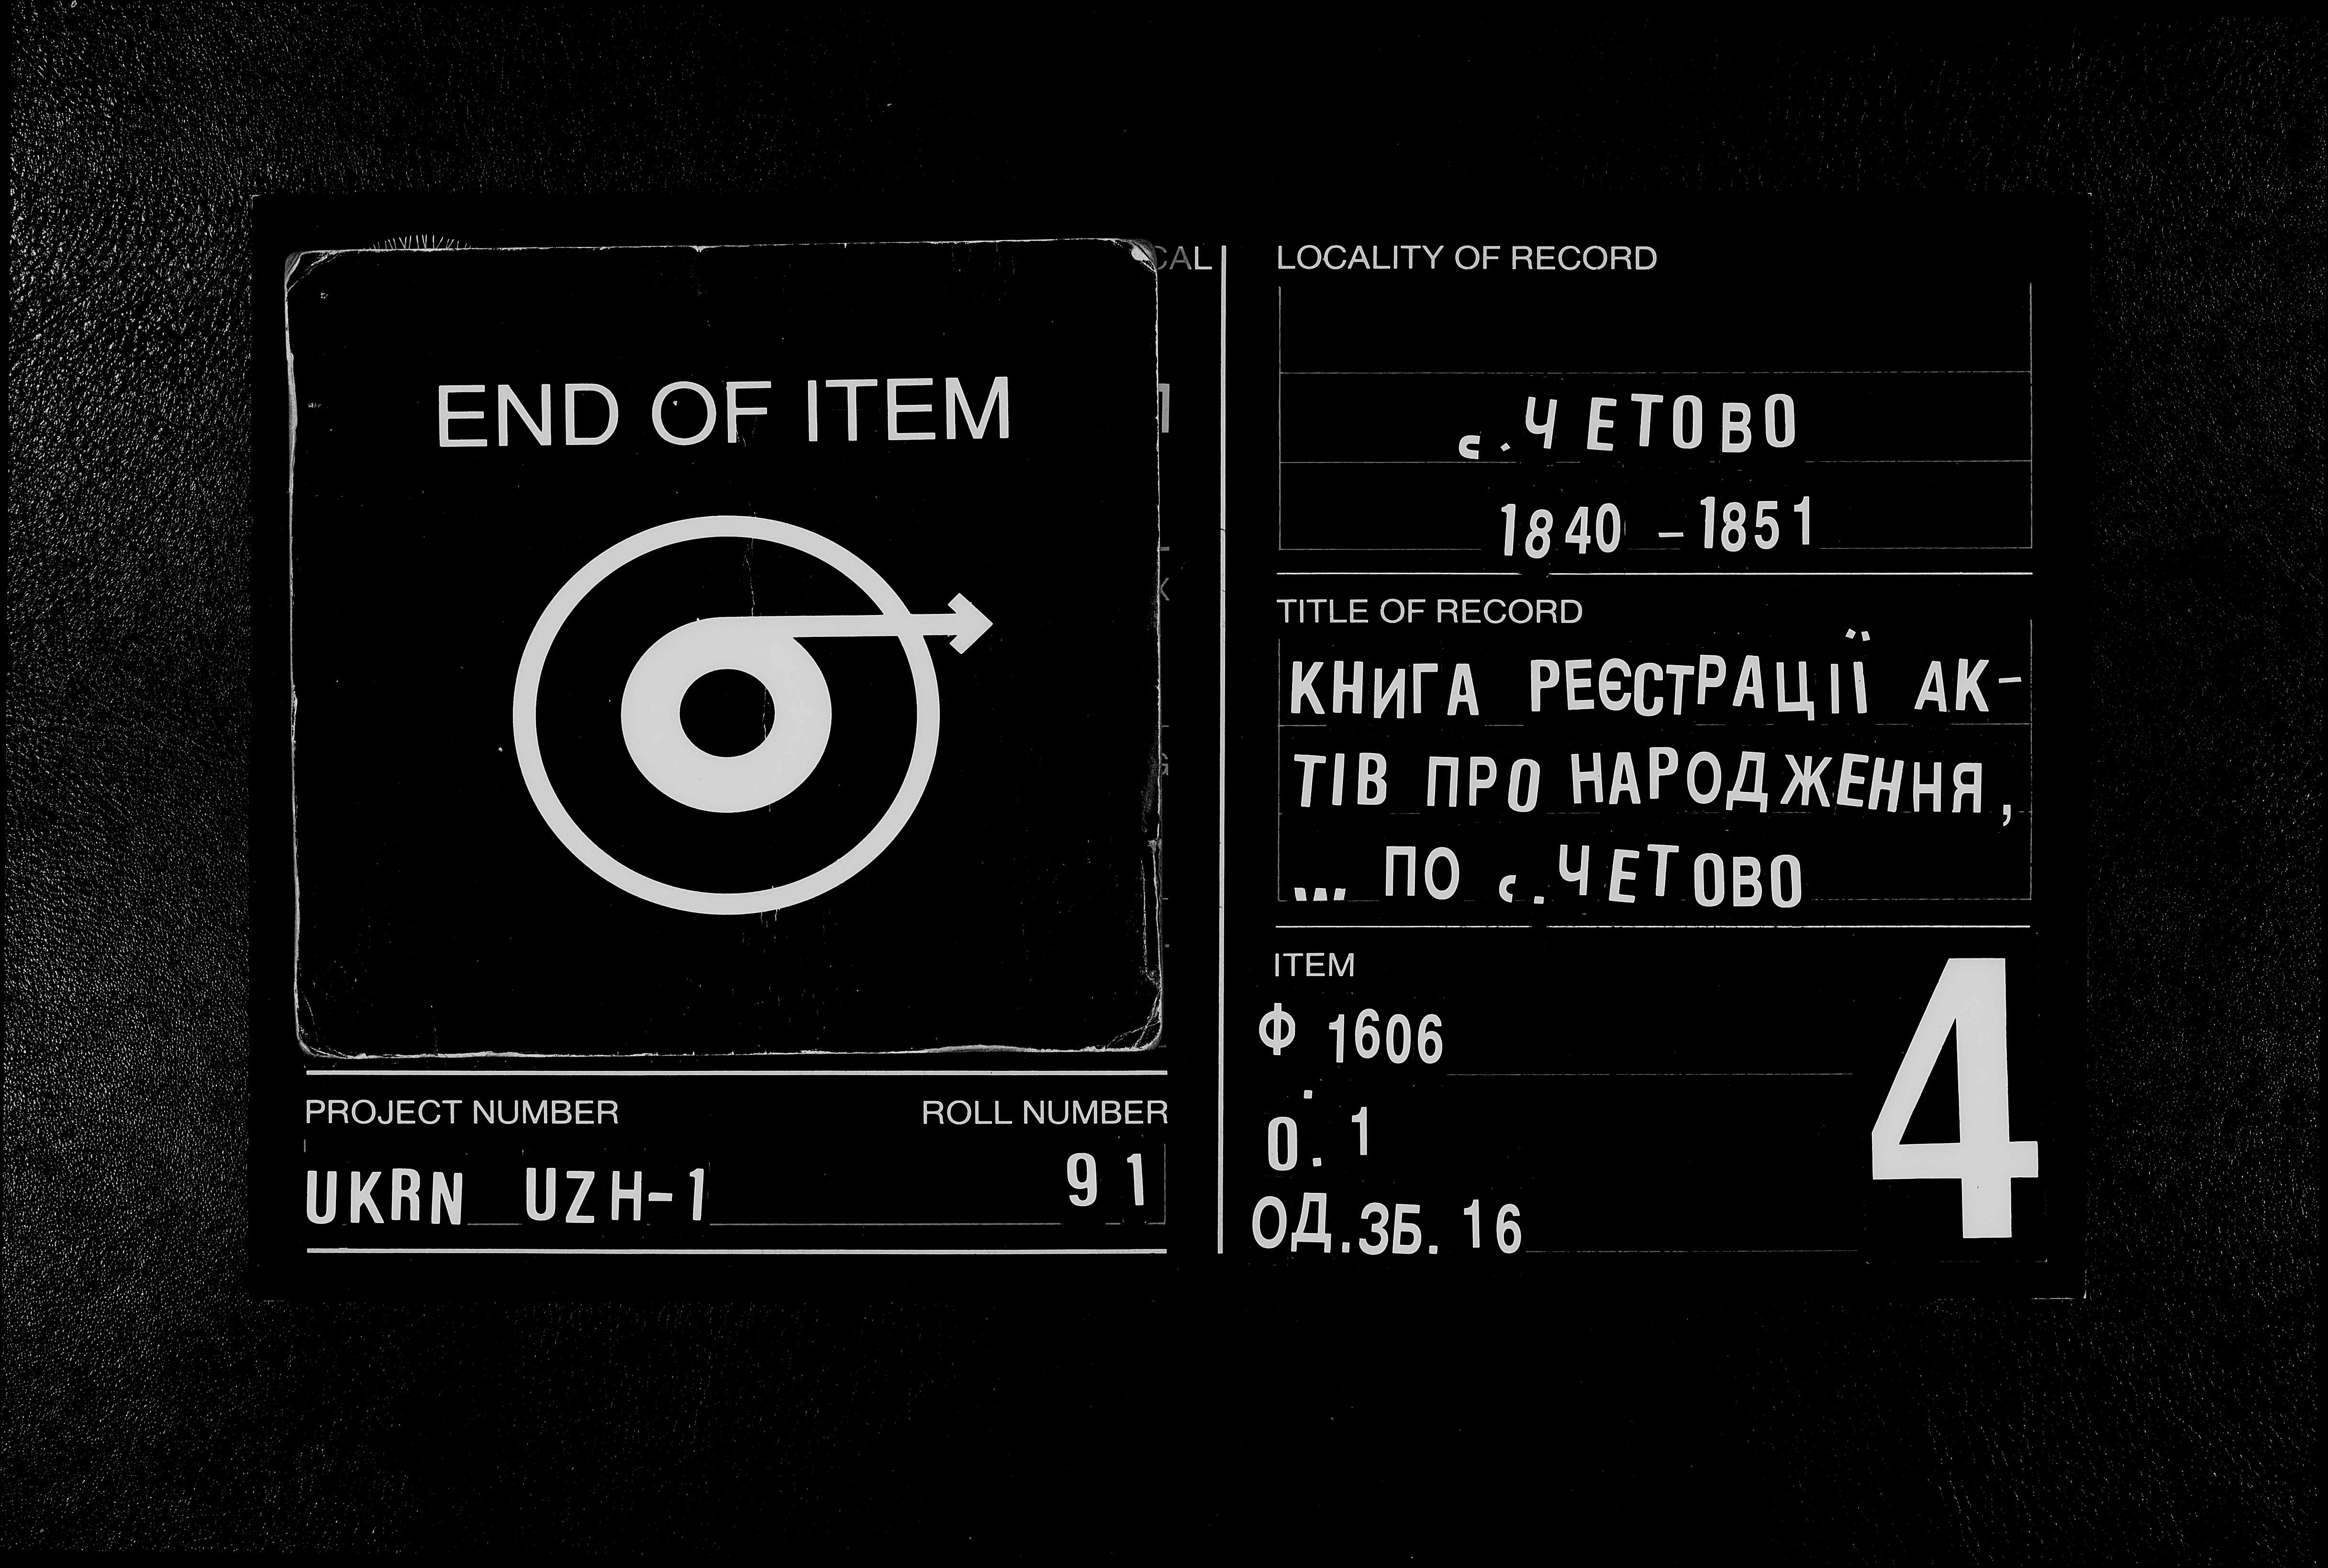 END OF ITEM
PROJECT NUMBER
ROLL NUMBER
UKRN UZH-1
91
CAL
LOCALITY OF RECORD
с. ЧЕТОВО
1840 - 1851
TITLE OF RECORD
КНИГА РЕЄСТРАЦІЇ АК-
ТІВ ПРО НАРОДЖЕННЯ,
... ПО с. ЧЕТОВО
ITEM
Ф 1606
О. 1
ОД.ЗБ. 16
4